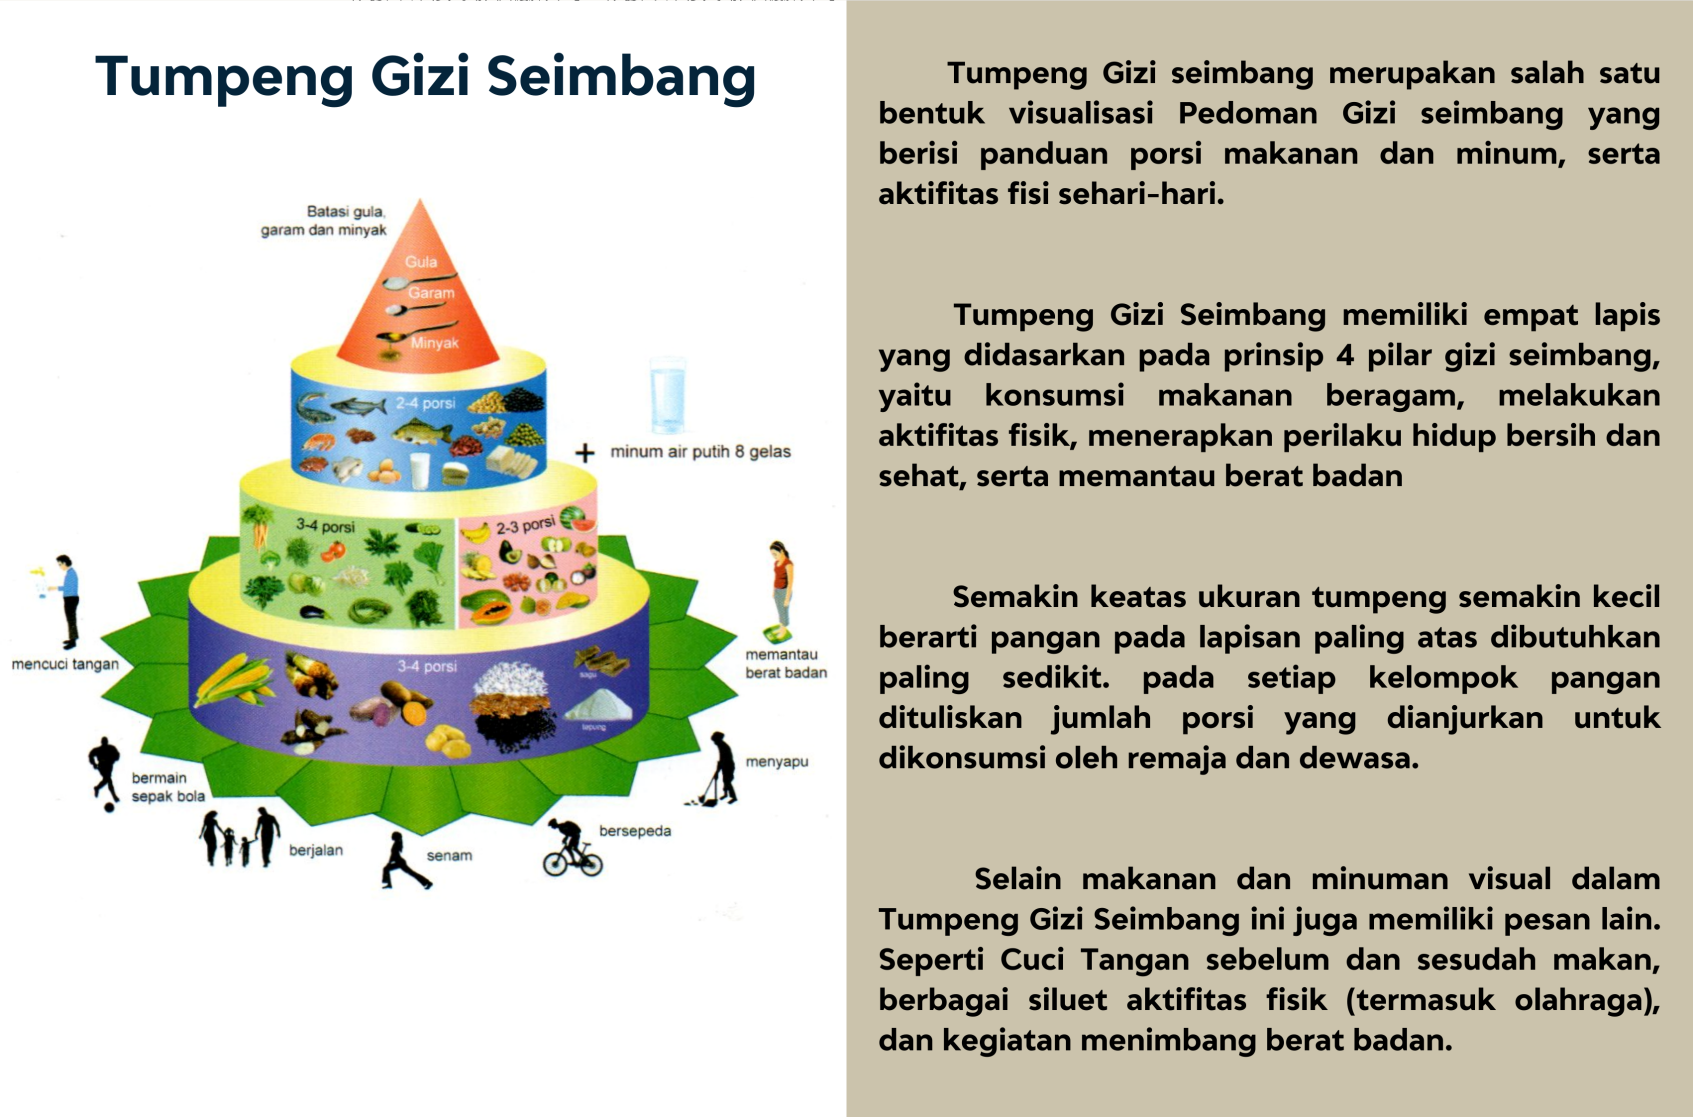 Tumpeng Gizi Seimbang
Batasi gula,
garam dan minyak
Gula
Garam
Minyak
2-4 porsi
+ minum air putih 8 gelas
3-4 porsi
2-3 porsi
mencuci tangan
memantau
berat badan
3-4 porsi
sagu
tepung
bermain
sepak bola
menyapu
berjalan
senam
bersepeda
Tumpeng Gizi seimbang merupakan salah satu
bentuk visualisasi Pedoman Gizi seimbang yang
berisi panduan porsi makanan dan minum, serta
aktifitas fisi sehari-hari.
Tumpeng Gizi Seimbang memiliki empat lapis
yang didasarkan pada prinsip 4 pilar gizi seimbang,
yaitu konsumsi makanan beragam, melakukan
aktifitas fisik, menerapkan perilaku hidup bersih dan
sehat, serta memantau berat badan
Semakin keatas ukuran tumpeng semakin kecil
berarti pangan pada lapisan paling atas dibutuhkan
paling sedikit. pada setiap kelompok pangan
dituliskan jumlah porsi yang dianjurkan untuk
dikonsumsi oleh remaja dan dewasa.
Selain makanan dan minuman visual dalam
Tumpeng Gizi Seimbang ini juga memiliki pesan lain.
Seperti Cuci Tangan sebelum dan sesudah makan,
berbagai siluet aktifitas fisik (termasuk olahraga),
dan kegiatan menimbang berat badan.